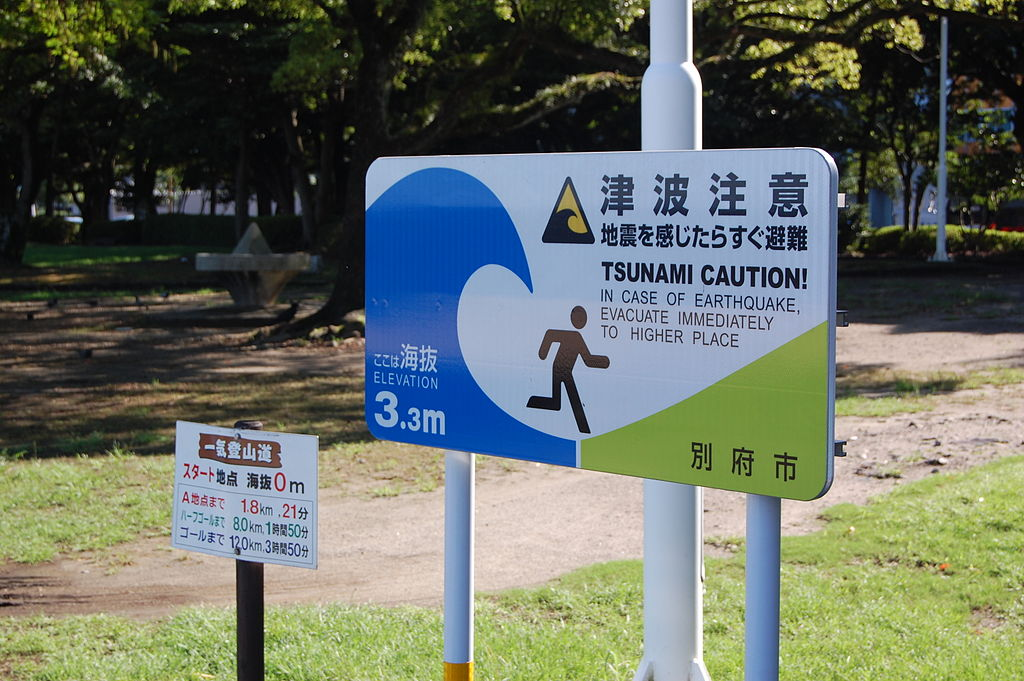 津波注意
地震を感じたらすぐ避難
TSUNAMI CAUTION!
IN CASE OF EARTHQUAKE,
EVACUATE IMMEDIATELY
TO HIGHER PLACE
ここは海抜
ELEVATION
3.3m
別府市
一気登山道
スタート地点 海抜0m
A地点まで 1.8km.21分
ハーフゴールまで 8.0km.1時間50分
ゴールまで 12.0km.3時間50分